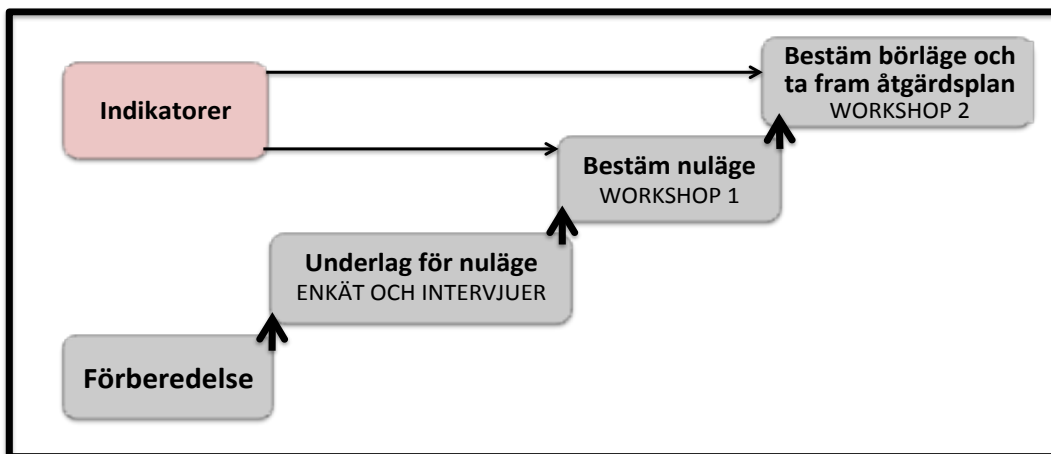 Indikatorer
Bestäm börläge och
ta fram åtgärdsplan
WORKSHOP 2
Bestäm nuläge
WORKSHOP 1
Underlag för nuläge
ENKÄT OCH INTERVJUER
Förberedelse